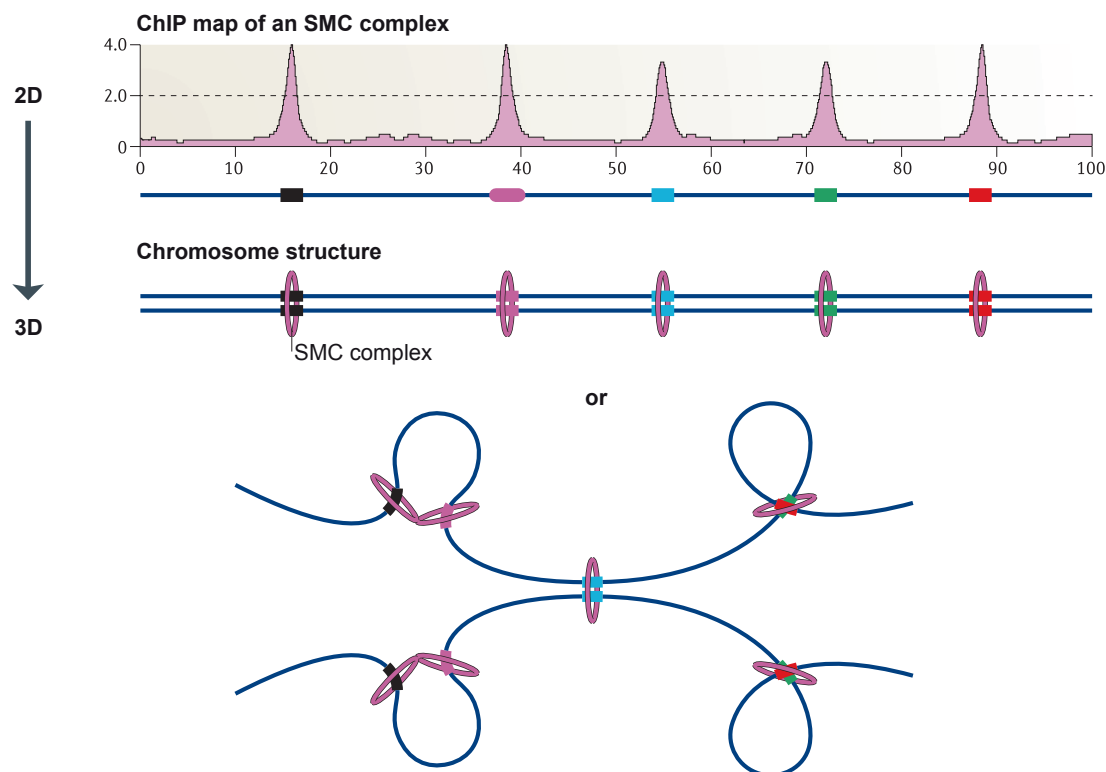 ChIP map of an SMC complex
4.0
2D
2.0
0
0 10 20 30 40 50 60 70 80 90 100
Chromosome structure
3D
SMC complex
or